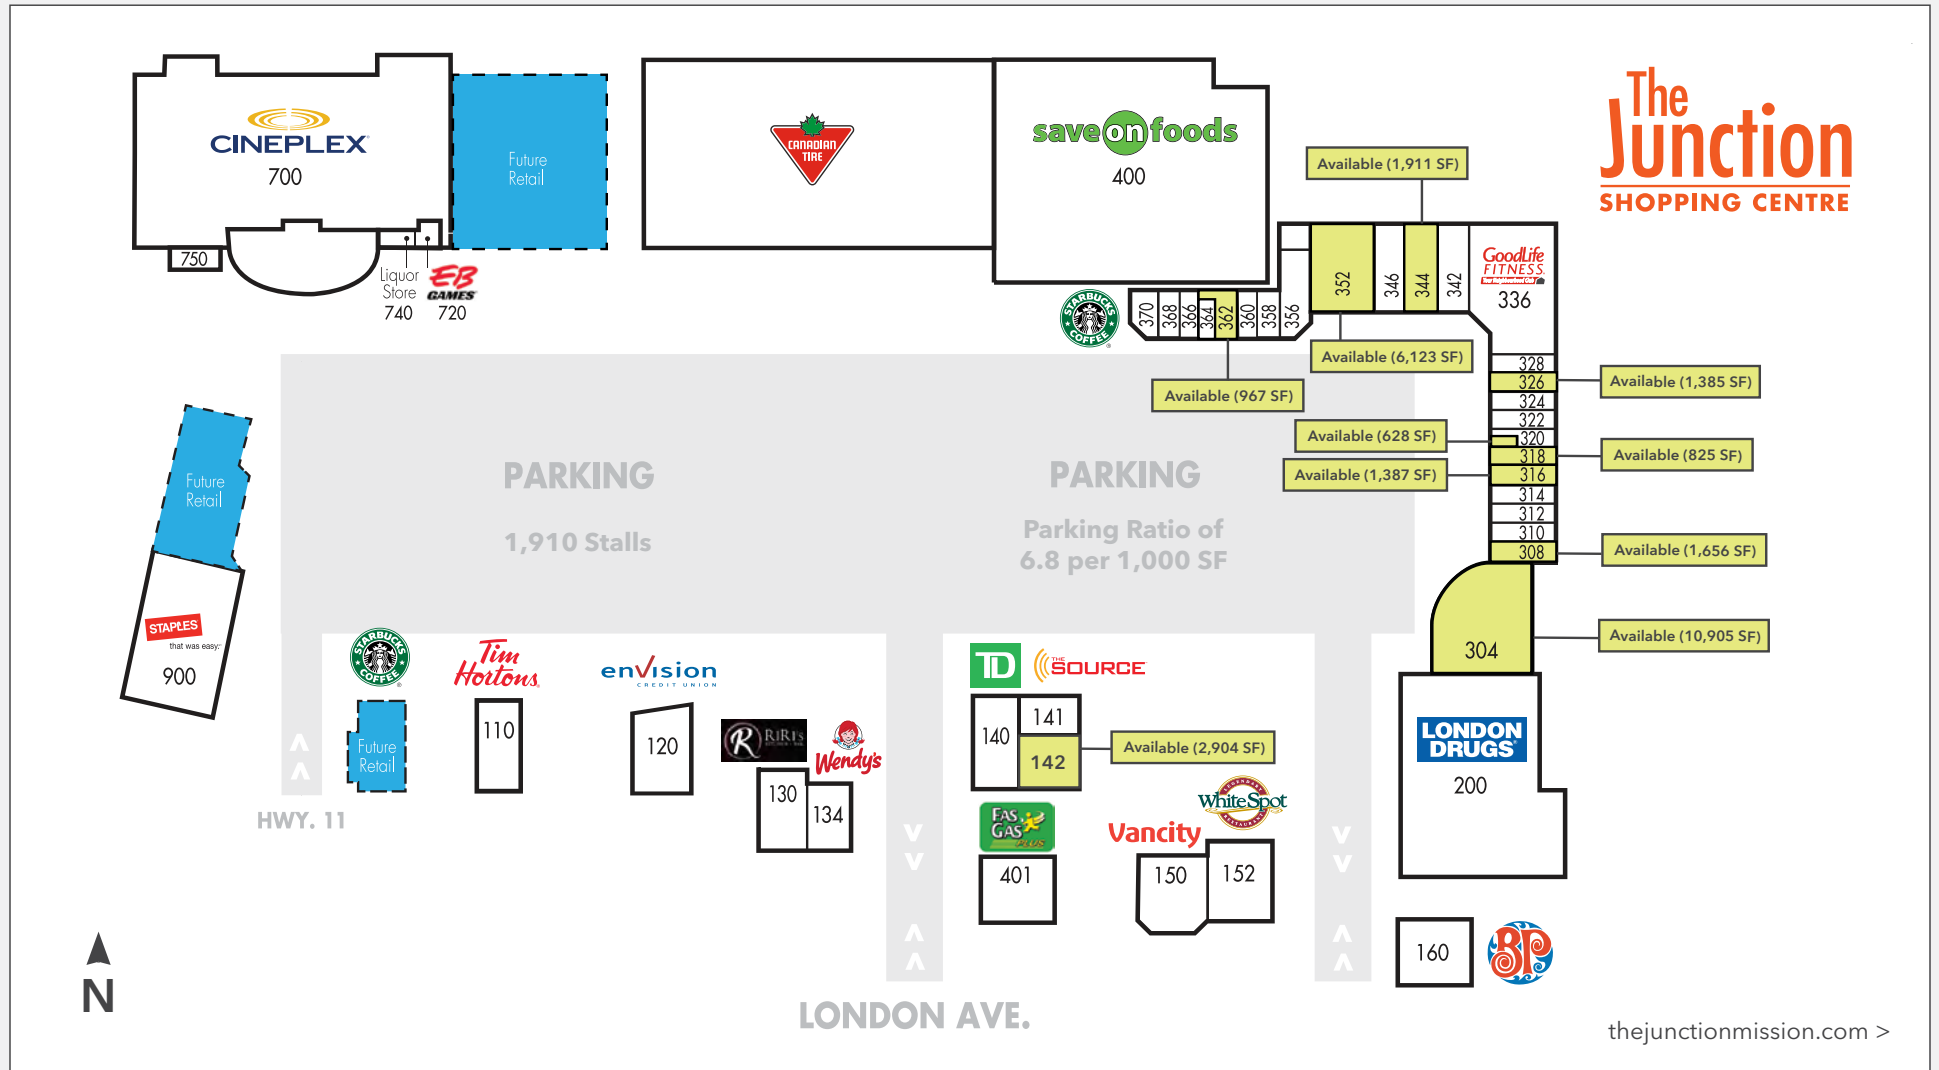 The
Junction
SHOPPING CENTRE
CINEPLEX
700
Future
Retail
CANADIAN
TIRE
save on foods
400
Available (1,911 SF)
750
Liquor
Store
740
EB
GAMES
720
STARBUCKS
COFFEE
370
368
366
364
362
360
358
356
352
346
344
342
GoodLife
FITNESS
336
Available (6,123 SF)
Available (967 SF)
328
326
324
322
320
318
316
314
312
310
308
Available (1,385 SF)
Available (628 SF)
Available (825 SF)
Available (1,387 SF)
Available (1,656 SF)
304
Available (10,905 SF)
Future
Retail
STAPLES
that was easy.
900
PARKING
1,910 Stalls
PARKING
Parking Ratio of
6.8 per 1,000 SF
STARBUCKS
COFFEE
Future
Retail
Tim
Hortons
110
envision
CREDIT UNION
120
R RiRi's
Wendy's
130
134
TD
THE
SOURCE
140
141
142
Available (2,904 SF)
FAS
GAS
PLUS
401
Vancity
150
LEGENDARY
White Spot
RESTAURANTS
152
LONDON
DRUGS
200
160
BP
HWY. 11
LONDON AVE.
N
thejunctionmission.com >